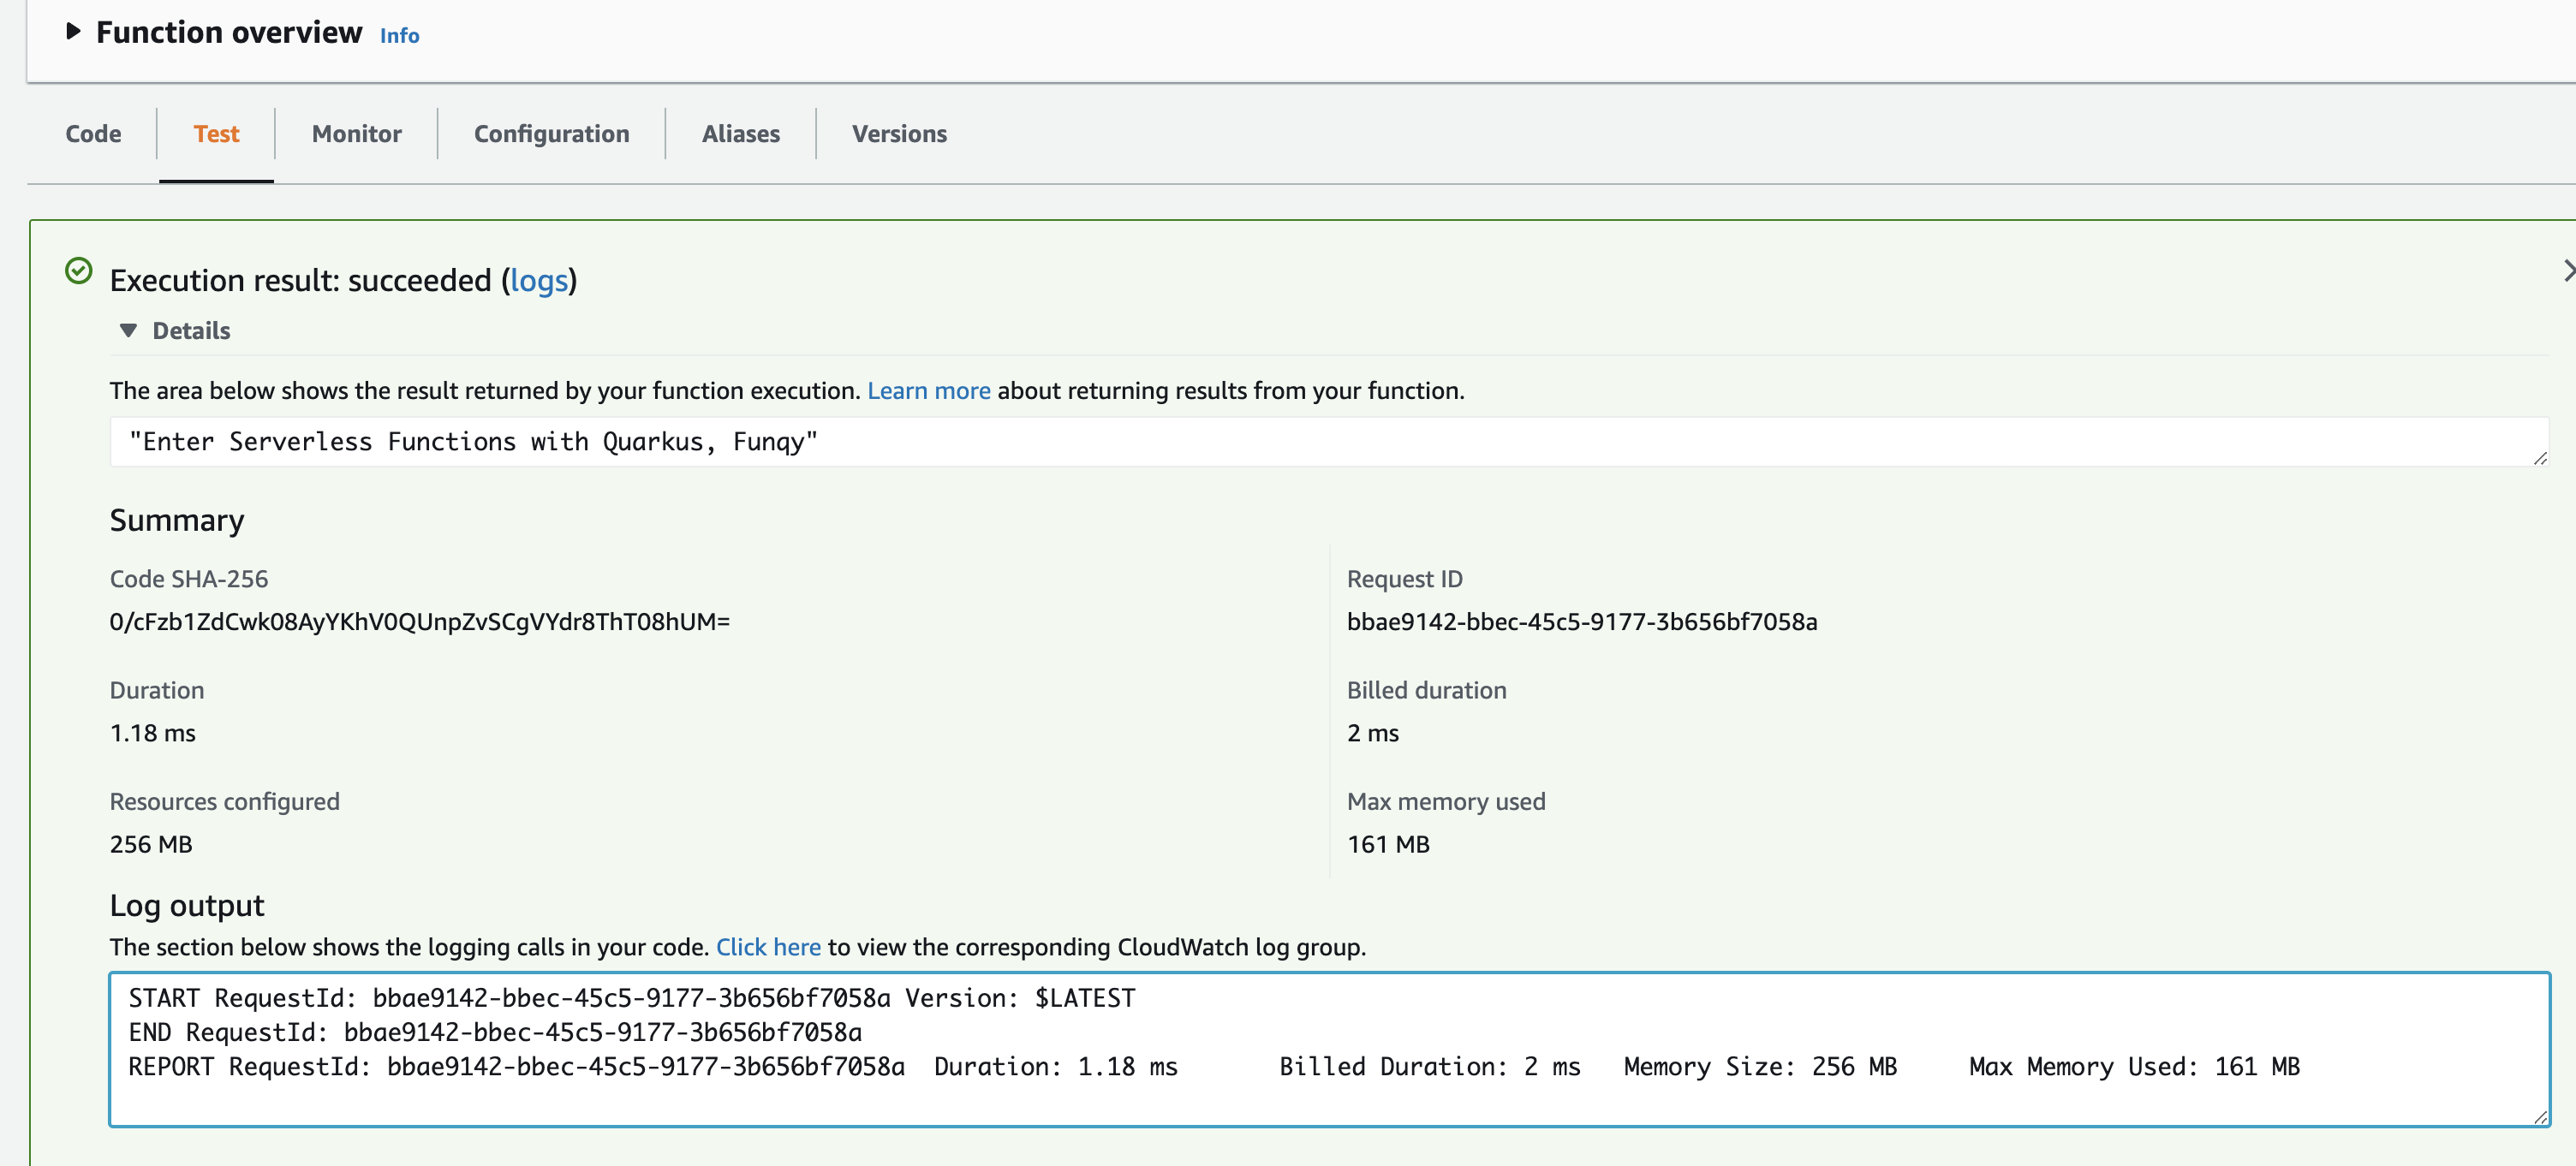 Function overview Info
Code Test Monitor Configuration Aliases Versions
Execution result: succeeded (logs)
Details
The area below shows the result returned by your function execution. Learn more about returning results from your function.
"Enter Serverless Functions with Quarkus, Funqy"
Summary
Code SHA-256
0/cFzb1ZdCwk08AyYKhV0QUnpZvSCgVYdr8ThT08hUM=
Request ID
bbae9142-bbec-45c5-9177-3b656bf7058a
Duration
1.18 ms
Billed duration
2 ms
Resources configured
256 MB
Max memory used
161 MB
Log output
The section below shows the logging calls in your code. Click here to view the corresponding CloudWatch log group.
START RequestId: bbae9142-bbec-45c5-9177-3b656bf7058a Version: $LATEST
END RequestId: bbae9142-bbec-45c5-9177-3b656bf7058a
REPORT RequestId: bbae9142-bbec-45c5-9177-3b656bf7058a Duration: 1.18 ms Billed Duration: 2 ms Memory Size: 256 MB Max Memory Used: 161 MB